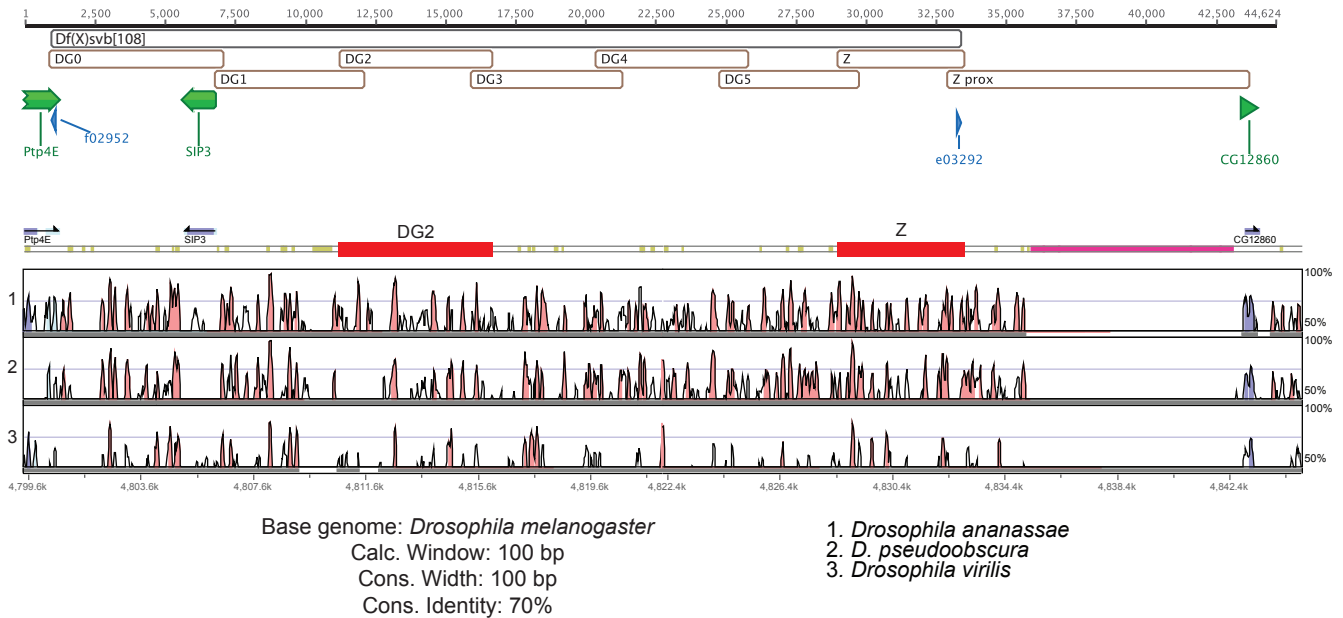 1 2,500 5,000 7,500 10,000 12,500 15,000 17,500 20,000 22,500 25,000 27,500 30,000 32,500 35,000 37,500 40,000 42,500 44,624
Df(X)svb[108]
DG0 DG2 DG4 Z
DG1 DG3 DG5 Z prox
f02952
Ptp4E SIP3 e03292 CG12860
DG2 Z
Ptp4E SIP3 CG12860
100%
1
50%
100%
2
50%
100%
3
50%
4,799.6k 4,803.6k 4,807.6k 4,811.6k 4,815.6k 4,819.6k 4,822.4k 4,826.4k 4,830.4k 4,834.4k 4,838.4k 4,842.4k
Base genome: Drosophila melanogaster
Calc. Window: 100 bp
Cons. Width: 100 bp
Cons. Identity: 70%
1. Drosophila ananassae
2. D. pseudoobscura
3. Drosophila virilis